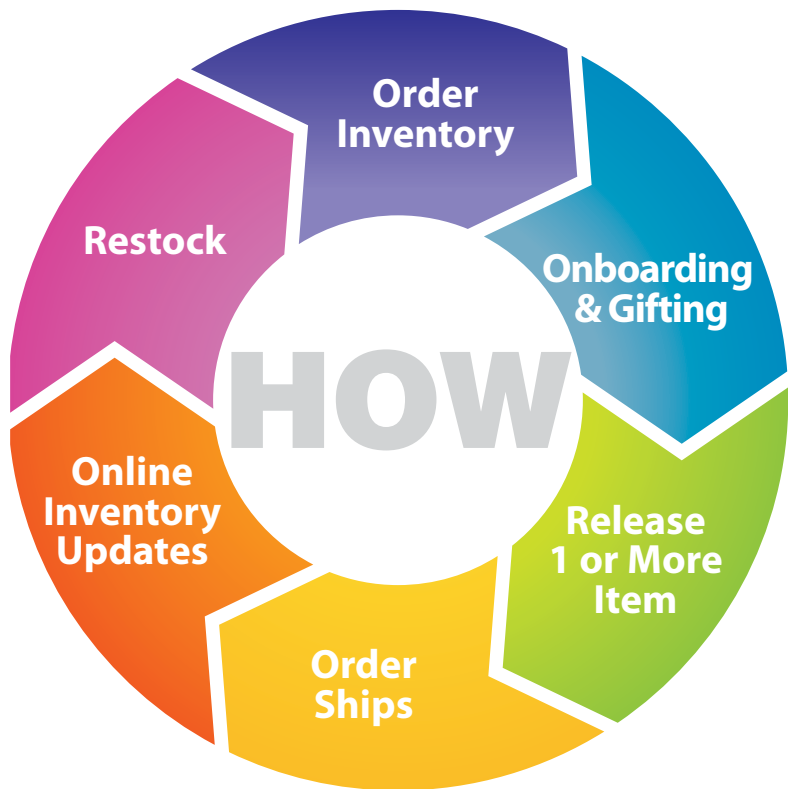 Order
Inventory
Onboarding
& Gifting
Release
1 or More
Item
Order
Ships
Online
Inventory
Updates
Restock
HOW